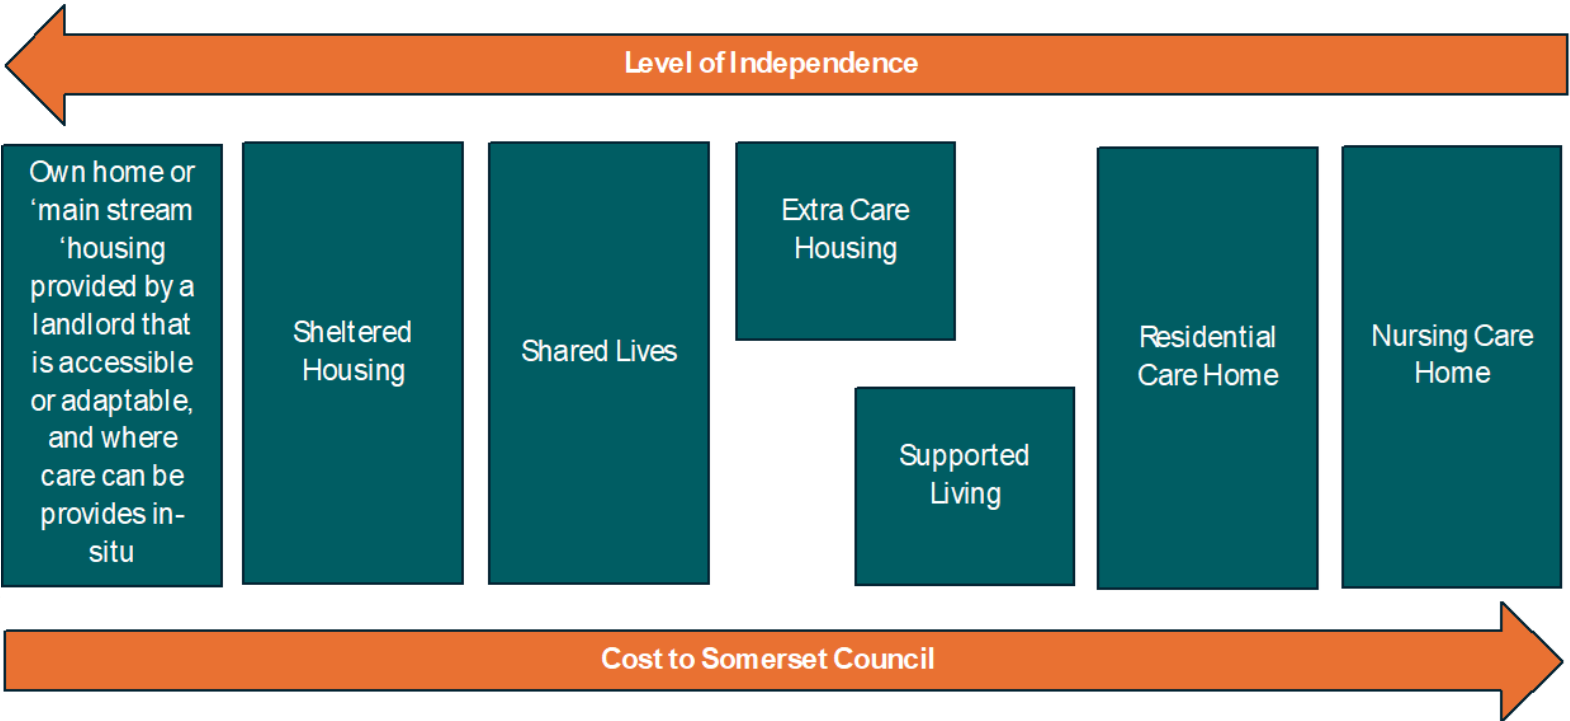 Level of Independence
Own home or
‘main stream
‘housing
provided by a
landlord that
is accessible
or adaptable,
and where
care can be
provides in-
situ
Sheltered
Housing
Shared Lives
Extra Care
Housing
Supported
Living
Residential
Care Home
Nursing Care
Home
Cost to Somerset Council